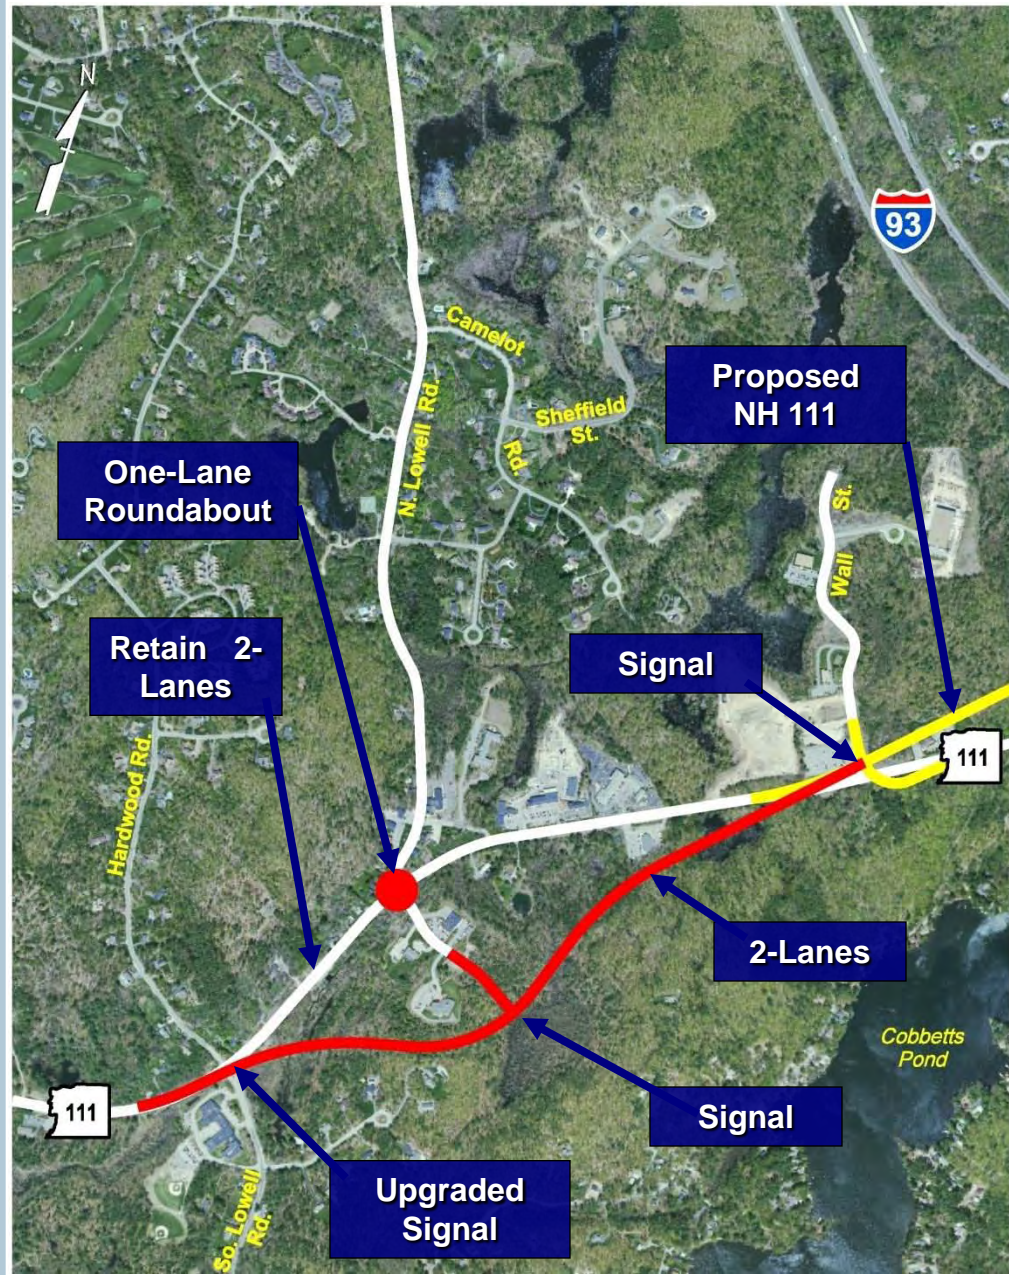 N
93
Camelot
Rd.
Sheffield
St.
N. Lowell Rd.
Proposed
NH 111
One-Lane
Roundabout
Wall
St.
Retain 2-
Lanes
Signal
Hardwood Rd.
111
2-Lanes
Cobbetts
Pond
111
Signal
Upgraded
Signal
So. Lowell
Rd.